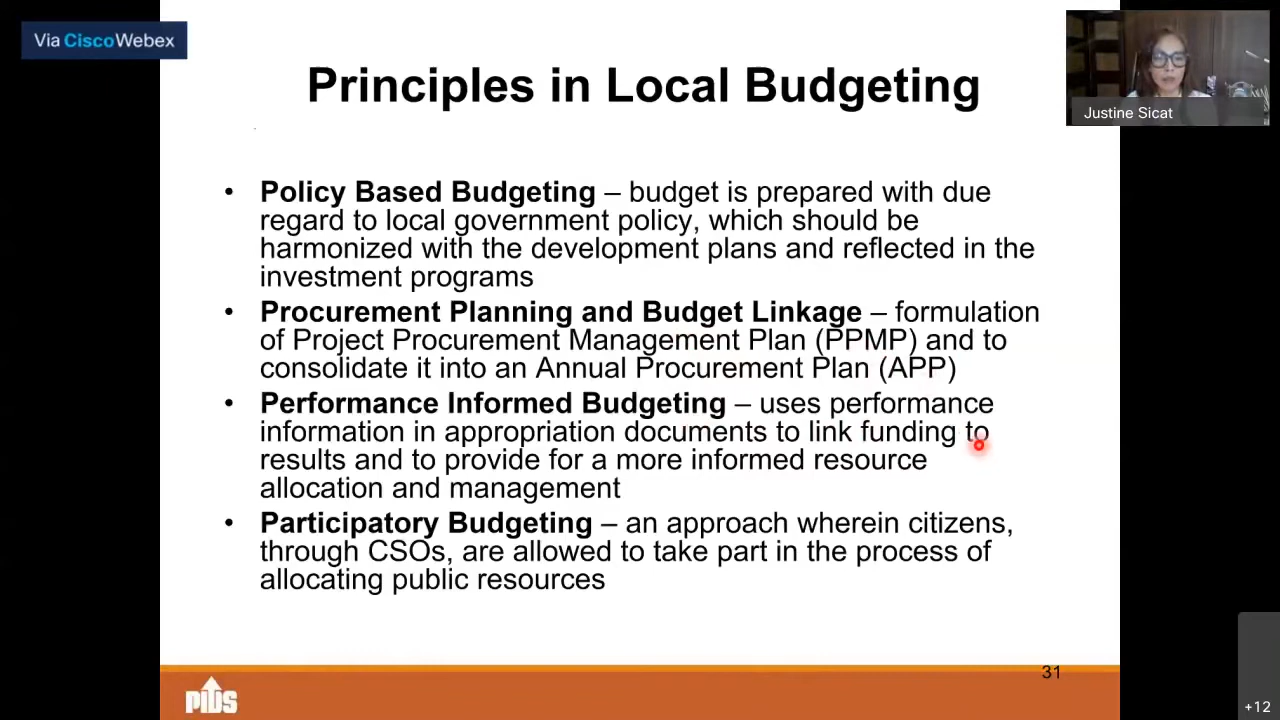 Via CiscoWebex
Principles in Local Budgeting
Justine Sicat
• Policy Based Budgeting – budget is prepared with due
regard to local government policy, which should be
harmonized with the development plans and reflected in the
investment programs
• Procurement Planning and Budget Linkage – formulation
of Project Procurement Management Plan (PPMP) and to
consolidate it into an Annual Procurement Plan (APP)
• Performance Informed Budgeting – uses performance
information in appropriation documents to link funding to
results and to provide for a more informed resource
allocation and management
• Participatory Budgeting – an approach wherein citizens,
through CSOs, are allowed to take part in the process of
allocating public resources
31
PIDS
+12